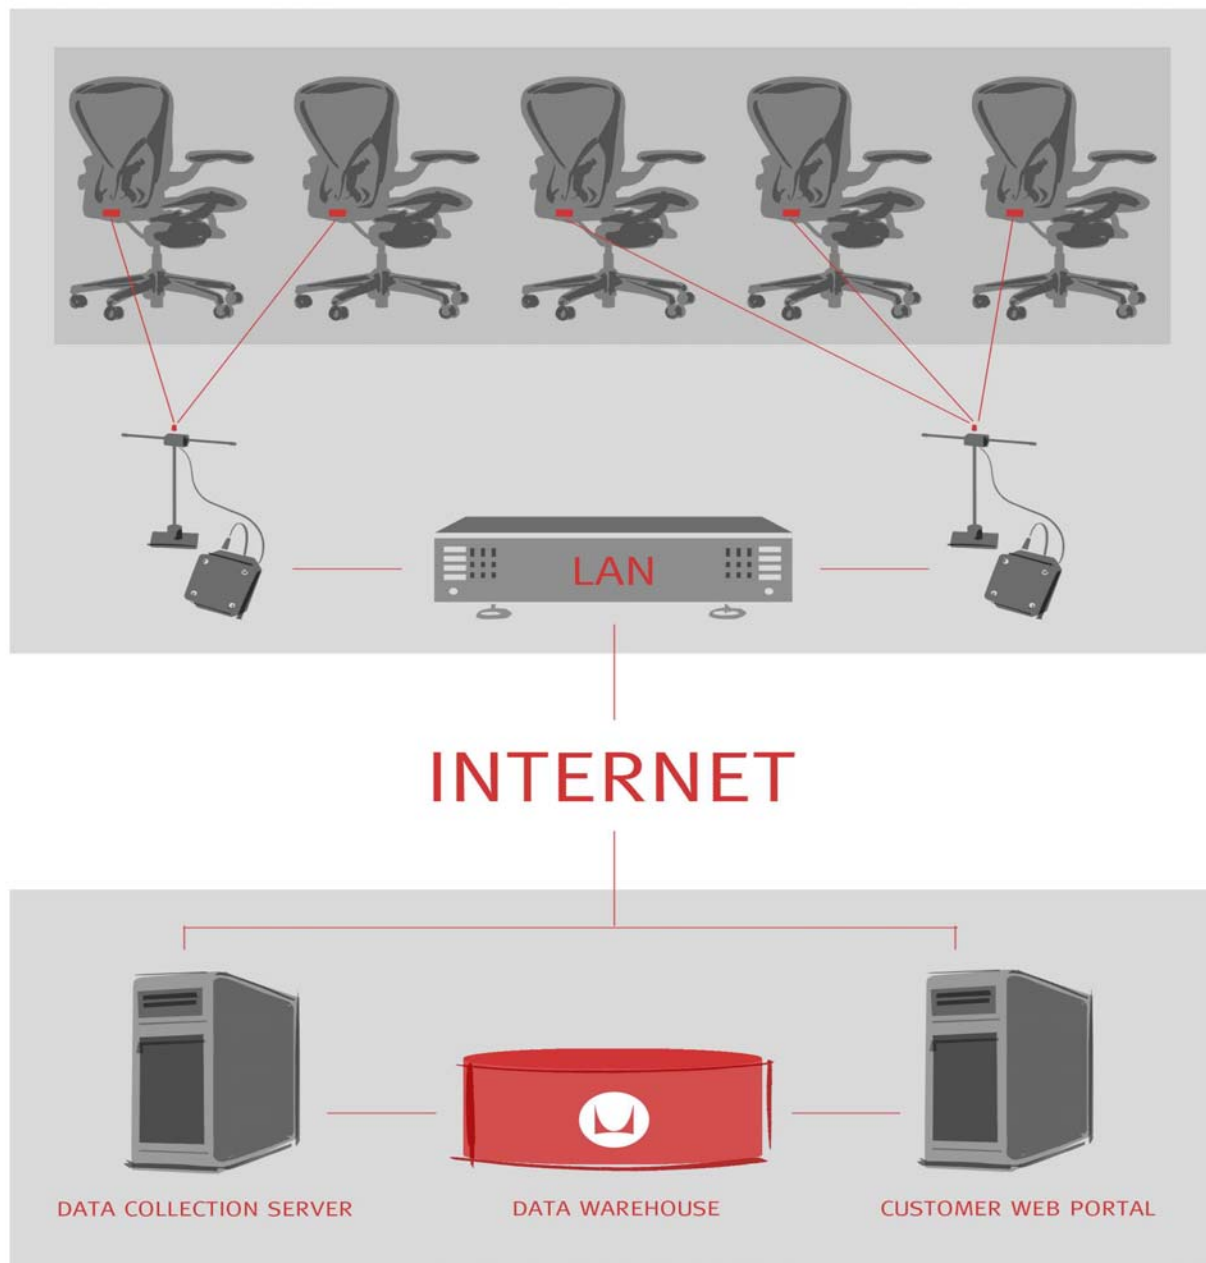 LAN
INTERNET
DATA COLLECTION SERVER
DATA WAREHOUSE
CUSTOMER WEB PORTAL